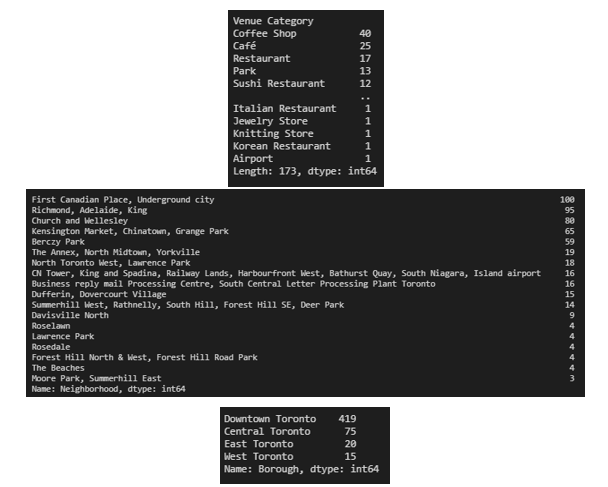 Venue Category
Coffee Shop 40
Café 25
Restaurant 17
Park 13
Sushi Restaurant 12
..
Italian Restaurant 1
Jewelry Store 1
Knitting Store 1
Korean Restaurant 1
Airport 1
Length: 173, dtype: int64
First Canadian Place, Underground city 100
Richmond, Adelaide, King 95
Church and Wellesley 80
Kensington Market, Chinatown, Grange Park 65
Berczy Park 59
The Annex, North Midtown, Yorkville 19
North Toronto West, Lawrence Park 18
CN Tower, King and Spadina, Railway Lands, Harbourfront West, Bathurst Quay, South Niagara, Island airport 16
Business reply mail Processing Centre, South Central Letter Processing Plant Toronto 16
Dufferin, Dovercourt Village 15
Summerhill West, Rathnelly, South Hill, Forest Hill SE, Deer Park 14
Davisville North 9
Roselawn 4
Lawrence Park 4
Rosedale 4
Forest Hill North & West, Forest Hill Road Park 4
The Beaches 4
Moore Park, Summerhill East 3
Name: Neighborhood, dtype: int64
Downtown Toronto 419
Central Toronto 75
East Toronto 20
West Toronto 15
Name: Borough, dtype: int64